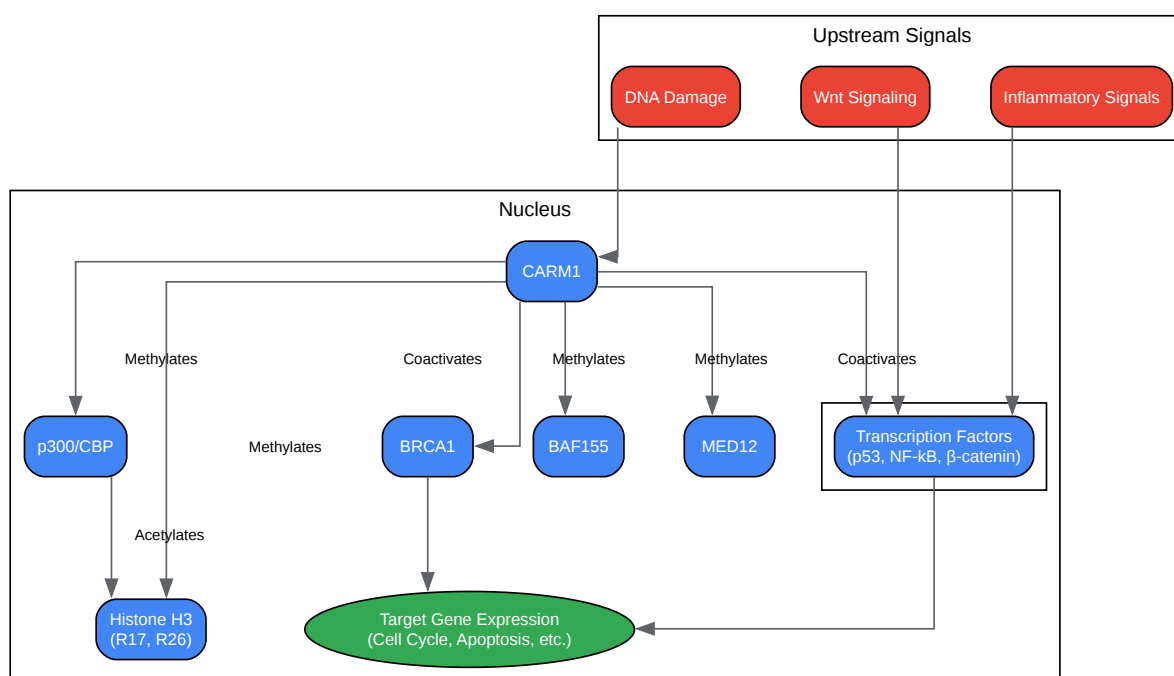 Upstream Signals
DNA Damage
Wnt Signaling
Inflammatory Signals
Nucleus
CARM1
Methylates
Coactivates
Methylates
Methylates
Coactivates
p300/CBP
Methylates
BRCA1
BAF155
MED12
Transcription Factors
(p53, NF-kB, β-catenin)
Acetylates
Histone H3
(R17, R26)
Target Gene Expression
(Cell Cycle, Apoptosis, etc.)